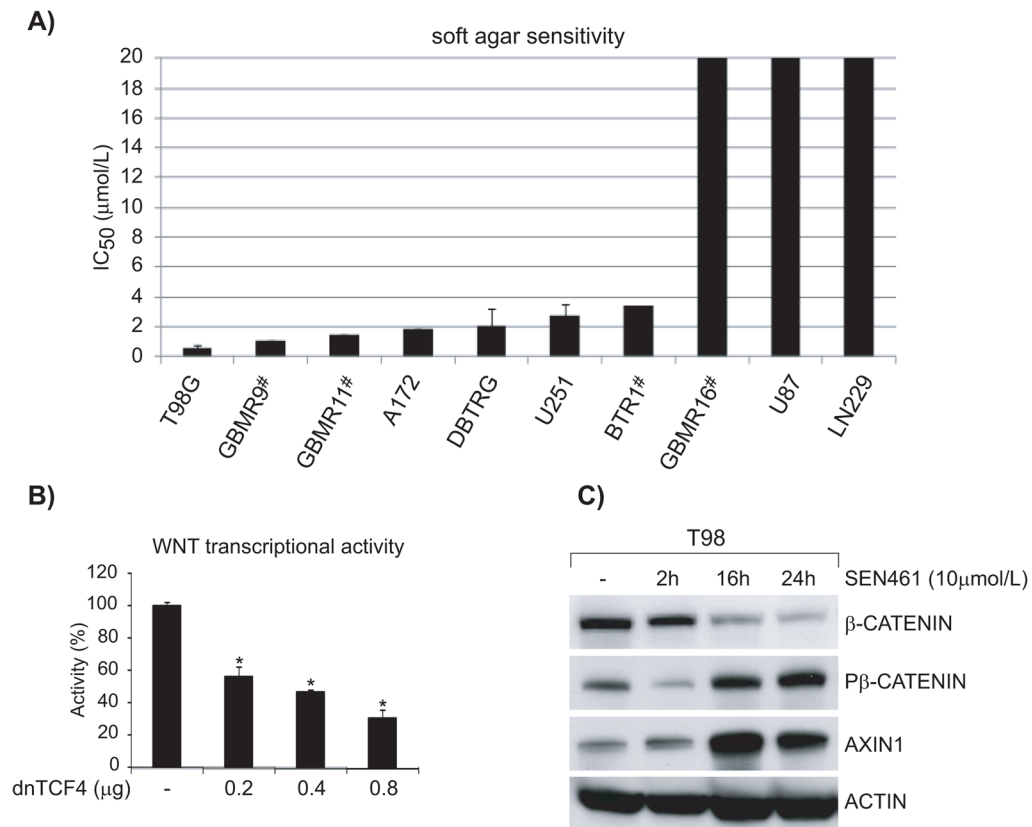 A)
soft agar sensitivity
IC50 (μmol/L)
20
18
16
14
12
10
8
6
4
2
0
T98G
GBMR9#
GBMR11#
A172
DBTRG
U251
BTR1#
GBMR16#
U87
LN229
B)
WNT transcriptional activity
Activity (%)
120
100
80
60
40
20
0
*
*
*
dnTCF4 (μg) - 0.2 0.4 0.8
C)
T98
- 2h 16h 24h SEN461 (10μmol/L)
β-CATENIN
Pβ-CATENIN
AXIN1
ACTIN